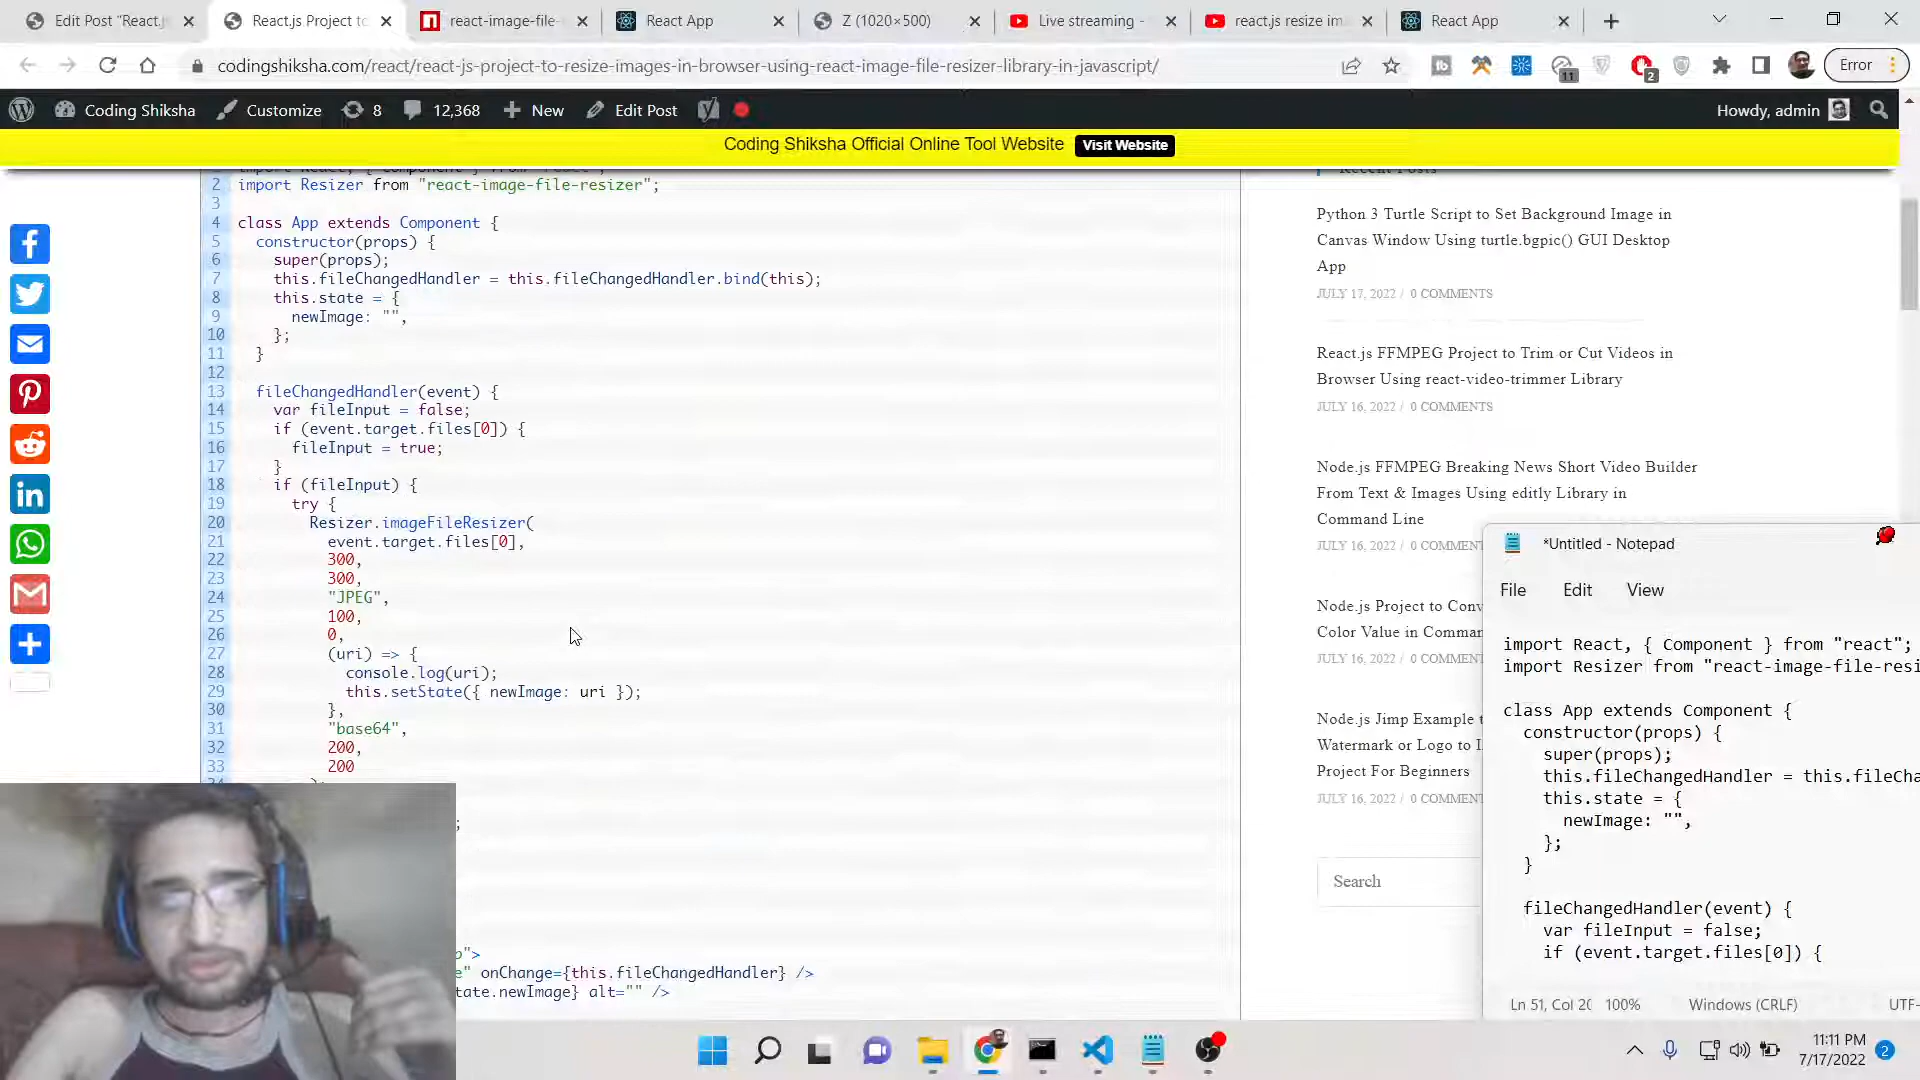 Edit Post "React.j
React.js Project to
react-image-file-
React App
Z (1020×500)
Live streaming -
react.js resize im
React App
codingshiksha.com/react/react-js-project-to-resize-images-in-browser-using-react-image-file-resizer-library-in-javascript/
11
2
Error
Coding Shiksha
Customize
8
12,368
New
Edit Post
Howdy, admin
Coding Shiksha Official Online Tool Website Visit Website
2 import Resizer from "react-image-file-resizer";
3
4 class App extends Component {
5 constructor(props) {
6 super(props);
7 this.fileChangedHandler = this.fileChangedHandler.bind(this);
8 this.state = {
9 newImage: "",
10 };
11 }
12
13 fileChangedHandler(event) {
14 var fileInput = false;
15 if (event.target.files[0]) {
16 fileInput = true;
17 }
18 if (fileInput) {
19 try {
20 Resizer.imageFileResizer(
21 event.target.files[0],
22 300,
23 300,
24 "JPEG",
25 100,
26 0,
27 (uri) => {
28 console.log(uri);
29 this.setState({ newImage: uri });
30 },
31 "base64",
32 200,
33 200
;
">
" onChange={this.fileChangedHandler} />
tate.newImage} alt="" />
Recent Posts
Python 3 Turtle Script to Set Background Image in
Canvas Window Using turtle.bgpic() GUI Desktop
App
JULY 17, 2022 / 0 COMMENTS
React.js FFMPEG Project to Trim or Cut Videos in
Browser Using react-video-trimmer Library
JULY 16, 2022 / 0 COMMENTS
Node.js FFMPEG Breaking News Short Video Builder
From Text & Images Using editly Library in
Command Line
JULY 16, 2022 / 0 COMMENT
Node.js Project to Conv
Color Value in Comman
JULY 16, 2022 / 0 COMMENT
Node.js Jimp Example t
Watermark or Logo to I
Project For Beginners
JULY 16, 2022 / 0 COMMENT
Search
*Untitled - Notepad
File Edit View
import React, { Component } from "react";
import Resizer from "react-image-file-resi
class App extends Component {
constructor(props) {
super(props);
this.fileChangedHandler = this.fileCha
this.state = {
newImage: "",
};
}
fileChangedHandler(event) {
var fileInput = false;
if (event.target.files[0]) {
Ln 51, Col 20 100% Windows (CRLF) UTF-
11:11 PM
7/17/2022
2